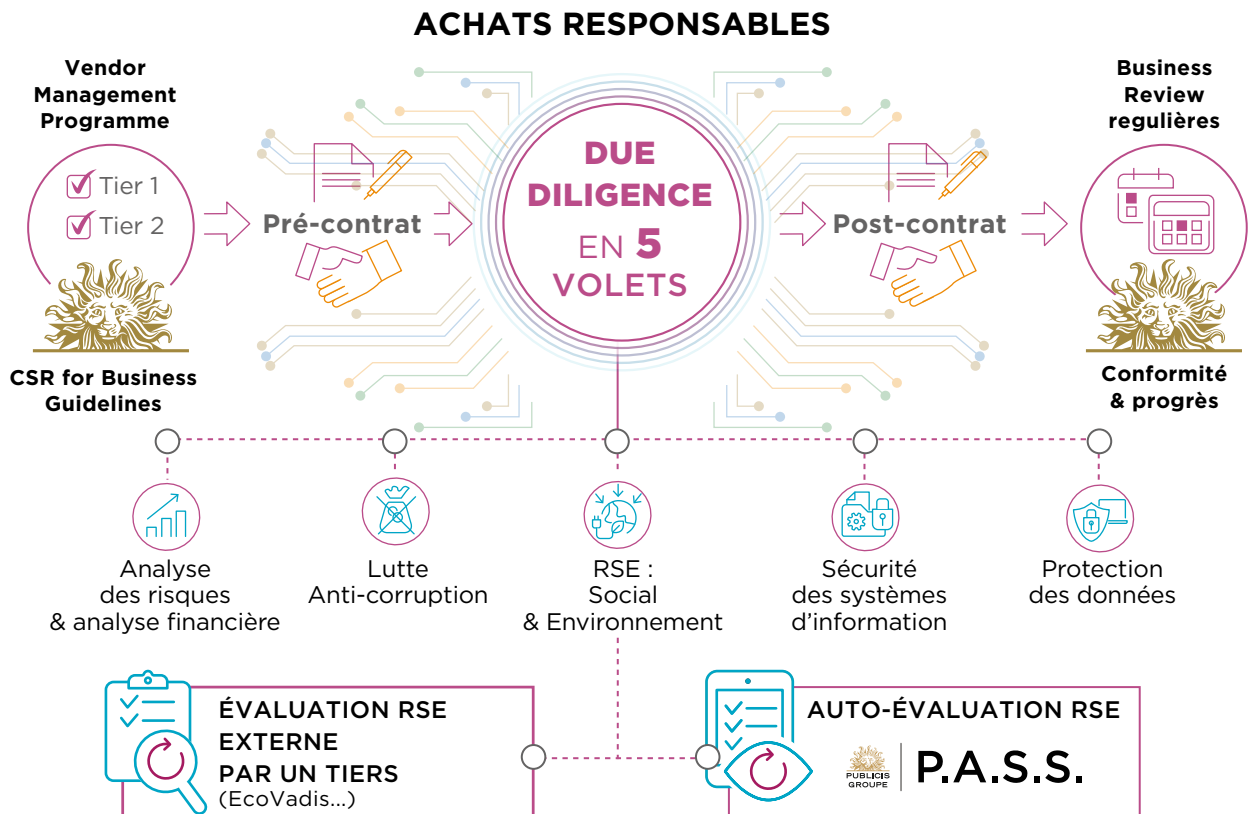 ACHATS RESPONSABLES
Vendor
Management
Programme
Tier 1
Tier 2
CSR for Business
Guidelines
Pré-contrat
DUE
DILIGENCE
EN 5
VOLETS
Post-contrat
Business
Review
regulières
Conformité
& progrès
Analyse
des risques
& analyse financière
Lutte
Anti-corruption
RSE :
Social
& Environnement
Sécurité
des systèmes
d'information
Protection
des données
ÉVALUATION RSE
EXTERNE
PAR UN TIERS
(EcoVadis...)
AUTO-ÉVALUATION RSE
PUBLICIS
GROUPE
P.A.S.S.